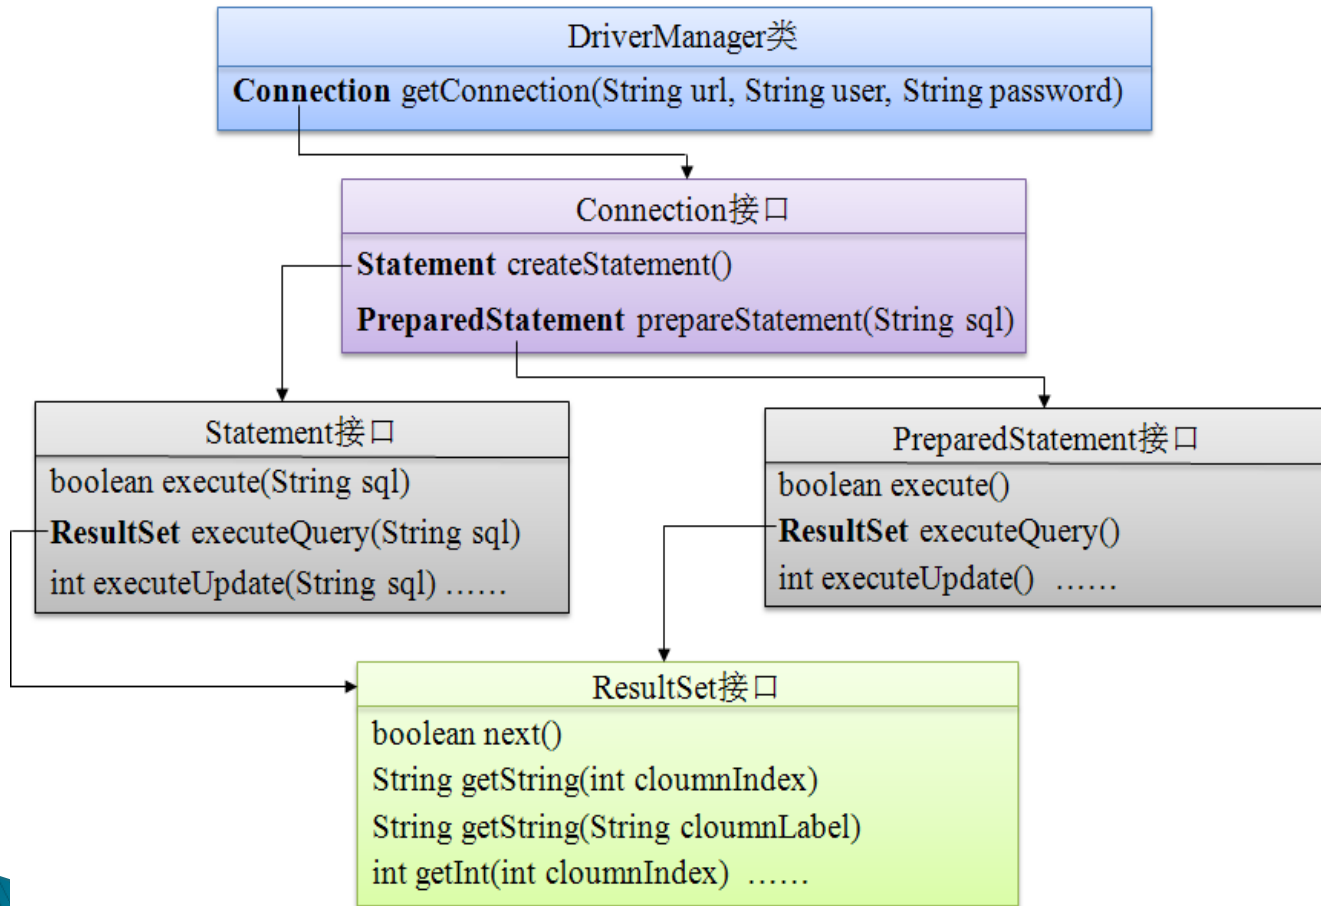 DriverManager类
Connection getConnection(String url, String user, String password)
Connection接口
Statement createStatement()
PreparedStatement prepareStatement(String sql)
Statement接口
boolean execute(String sql)
ResultSet executeQuery(String sql)
int executeUpdate(String sql) ……
PreparedStatement接口
boolean execute()
ResultSet executeQuery()
int executeUpdate() ……
ResultSet接口
boolean next()
String getString(int cloumnIndex)
String getString(String cloumnLabel)
int getInt(int cloumnIndex) ……